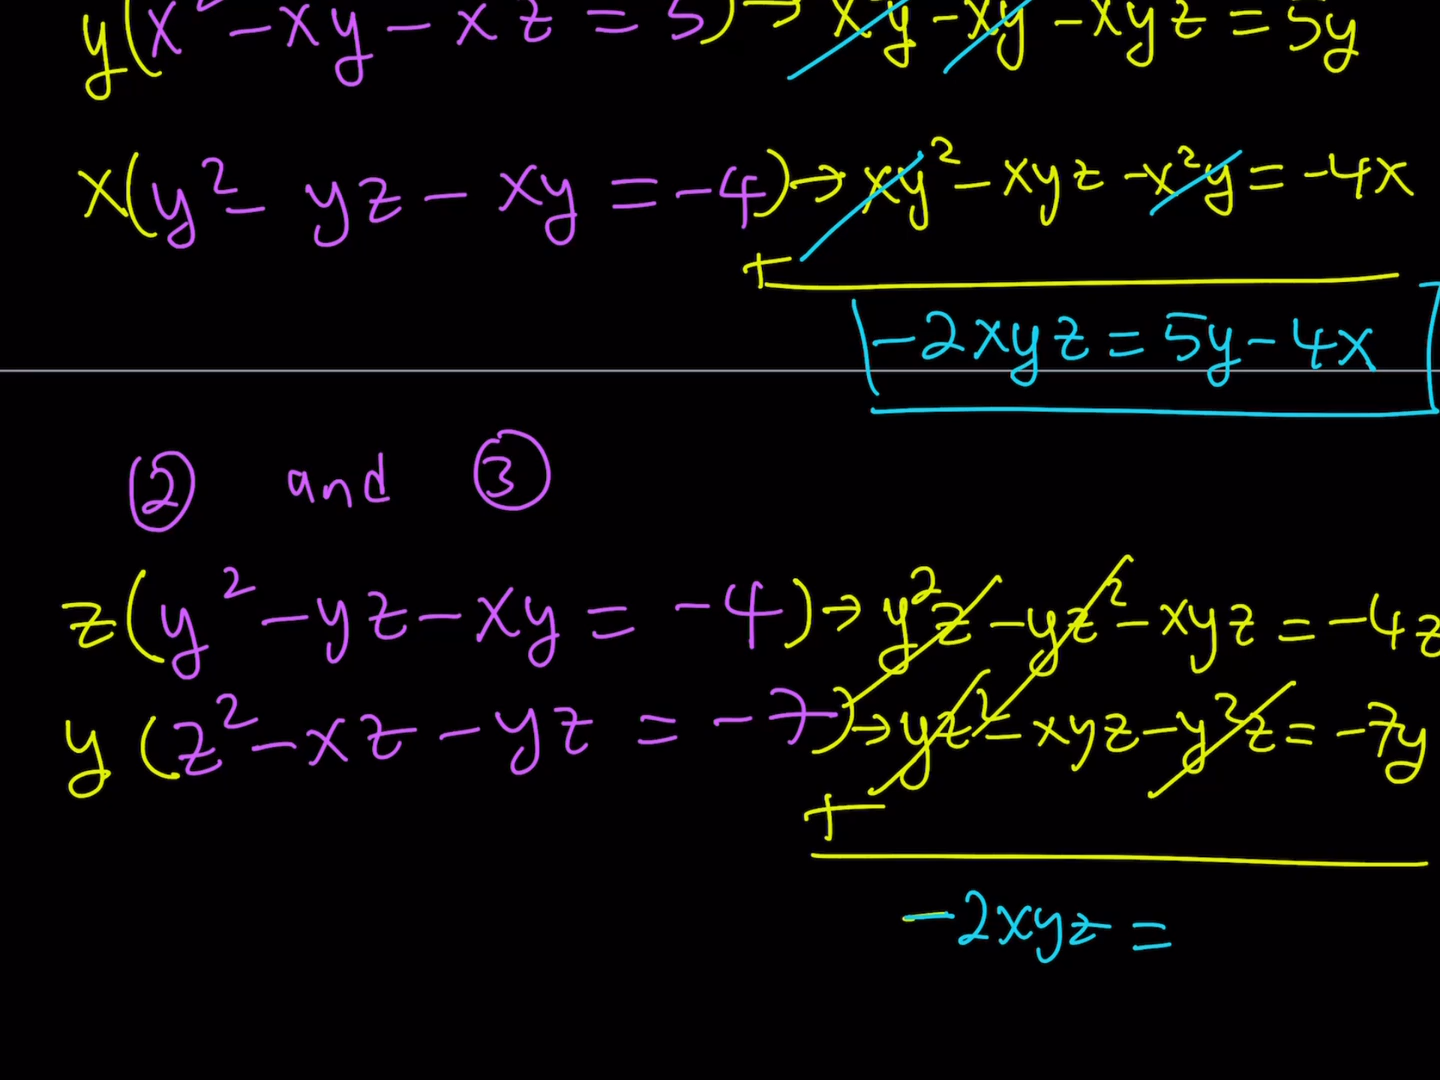 y(x² - xy - xz = 5) → x²y - xy² - xyz = 5y
x(y² - yz - xy = -4) → xy² - xyz - x²y = -4x
+
-2xyz = 5y - 4x
② and ③
z(y² - yz - xy = -4) → y²z - yz² - xyz = -4z
y(z² - xz - yz = -7) → yz² - xyz - y²z = -7y
+
-2xyz =